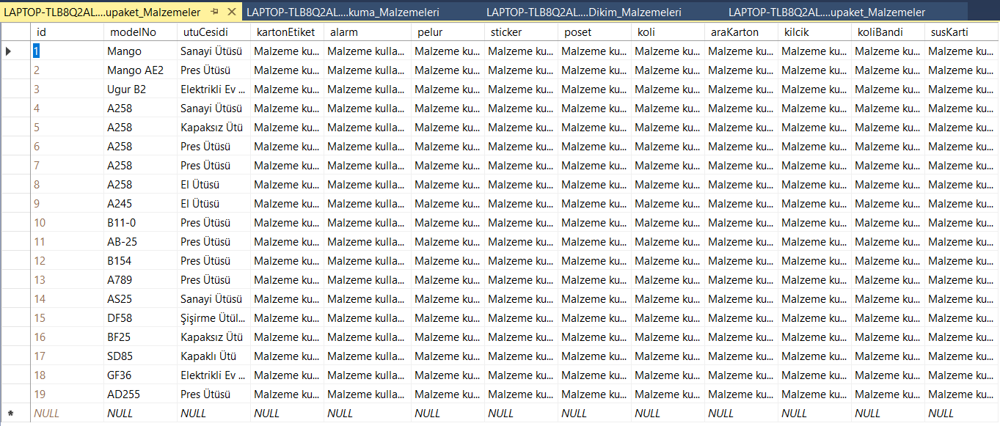 LAPTOP-TLB8Q2AL....upaket_Malzemeler LAPTOP-TLB8Q2AL....kuma_Malzemeleri LAPTOP-TLB8Q2AL....Dikim_Malzemeleri LAPTOP-TLB8Q2AL....upaket_Malzemeler
id modelNo utuCesidi kartonEtiket alarm pelur sticker poset koli araKarton kilcik koliBandi susKarti
1 Mango Sanayi Ütüsü Malzeme ku... Malzeme kulla... Malzeme ku... Malzeme ku... Malzeme ku... Malzeme ku... Malzeme ku... Malzeme ku... Malzeme ku... Malzeme ku...
2 Mango AE2 Pres Ütüsü Malzeme ku... Malzeme kulla... Malzeme ku... Malzeme ku... Malzeme ku... Malzeme ku... Malzeme ku... Malzeme ku... Malzeme ku... Malzeme ku...
3 Ugur B2 Elektrikli Ev ... Malzeme ku... Malzeme kulla... Malzeme ku... Malzeme ku... Malzeme ku... Malzeme ku... Malzeme ku... Malzeme ku... Malzeme ku... Malzeme ku...
4 A258 Sanayi Ütüsü Malzeme ku... Malzeme kulla... Malzeme ku... Malzeme ku... Malzeme ku... Malzeme ku... Malzeme ku... Malzeme ku... Malzeme ku... Malzeme ku...
5 A258 Kapaksız Ütü Malzeme ku... Malzeme kulla... Malzeme ku... Malzeme ku... Malzeme ku... Malzeme ku... Malzeme ku... Malzeme ku... Malzeme ku... Malzeme ku...
6 A258 Pres Ütüsü Malzeme ku... Malzeme kulla... Malzeme ku... Malzeme ku... Malzeme ku... Malzeme ku... Malzeme ku... Malzeme ku... Malzeme ku... Malzeme ku...
7 A258 Pres Ütüsü Malzeme ku... Malzeme kulla... Malzeme ku... Malzeme ku... Malzeme ku... Malzeme ku... Malzeme ku... Malzeme ku... Malzeme ku... Malzeme ku...
8 A258 El Ütüsü Malzeme ku... Malzeme kulla... Malzeme ku... Malzeme ku... Malzeme ku... Malzeme ku... Malzeme ku... Malzeme ku... Malzeme ku... Malzeme ku...
9 A245 El Ütüsü Malzeme ku... Malzeme kulla... Malzeme ku... Malzeme ku... Malzeme ku... Malzeme ku... Malzeme ku... Malzeme ku... Malzeme ku... Malzeme ku...
10 B11-0 Pres Ütüsü Malzeme ku... Malzeme kulla... Malzeme ku... Malzeme ku... Malzeme ku... Malzeme ku... Malzeme ku... Malzeme ku... Malzeme ku... Malzeme ku...
11 AB-25 Pres Ütüsü Malzeme ku... Malzeme kulla... Malzeme ku... Malzeme ku... Malzeme ku... Malzeme ku... Malzeme ku... Malzeme ku... Malzeme ku... Malzeme ku...
12 B154 Pres Ütüsü Malzeme ku... Malzeme kulla... Malzeme ku... Malzeme ku... Malzeme ku... Malzeme ku... Malzeme ku... Malzeme ku... Malzeme ku... Malzeme ku...
13 A789 Pres Ütüsü Malzeme ku... Malzeme kulla... Malzeme ku... Malzeme ku... Malzeme ku... Malzeme ku... Malzeme ku... Malzeme ku... Malzeme ku... Malzeme ku...
14 AS25 Sanayi Ütüsü Malzeme ku... Malzeme kulla... Malzeme ku... Malzeme ku... Malzeme ku... Malzeme ku... Malzeme ku... Malzeme ku... Malzeme ku... Malzeme ku...
15 DF58 Şişirme Ütül... Malzeme ku... Malzeme kulla... Malzeme ku... Malzeme ku... Malzeme ku... Malzeme ku... Malzeme ku... Malzeme ku... Malzeme ku... Malzeme ku...
16 BF25 Kapaksız Ütü Malzeme ku... Malzeme kulla... Malzeme ku... Malzeme ku... Malzeme ku... Malzeme ku... Malzeme ku... Malzeme ku... Malzeme ku... Malzeme ku...
17 SD85 Kapaklı Ütü Malzeme ku... Malzeme kulla... Malzeme ku... Malzeme ku... Malzeme ku... Malzeme ku... Malzeme ku... Malzeme ku... Malzeme ku... Malzeme ku...
18 GF36 Elektrikli Ev ... Malzeme ku... Malzeme kulla... Malzeme ku... Malzeme ku... Malzeme ku... Malzeme ku... Malzeme ku... Malzeme ku... Malzeme ku... Malzeme ku...
19 AD255 Pres Ütüsü Malzeme ku... Malzeme kulla... Malzeme ku... Malzeme ku... Malzeme ku... Malzeme ku... Malzeme ku... Malzeme ku... Malzeme ku... Malzeme ku...
* NULL NULL NULL NULL NULL NULL NULL NULL NULL NULL NULL NULL NULL